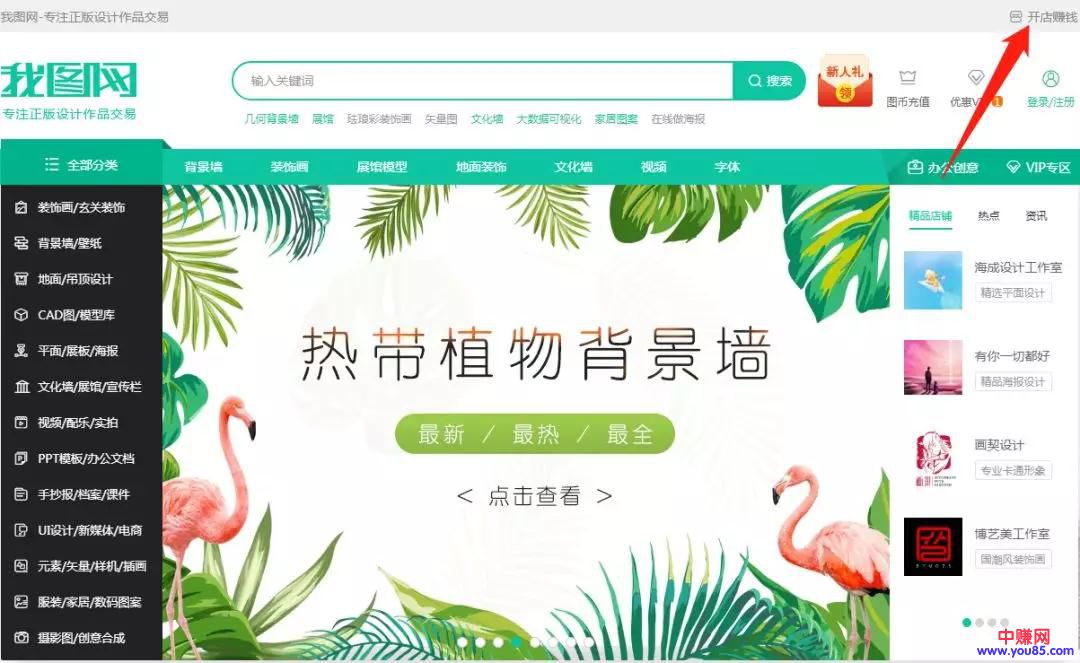 我图网-专注正版设计作品交易
开店赚钱
我图网
专注正版设计作品交易
输入关键词
搜索
新人礼
领
图币充值
优惠V
1
登录/注册
几何背景墙 展馆 珐琅彩装饰画 矢量图 文化墙 大数据可视化 家居图案 在线做海报
全部分类
背景墙 装饰画 展馆模型 地面装饰 文化墙 视频 字体
办公创意
VIP专区
装饰画/玄关装饰
背景墙/壁纸
地面/吊顶设计
CAD图/模型库
平面/展板/海报
文化墙/展馆/宣传栏
视频/配乐/实拍
PPT模板/办公文档
手抄报/档案/课件
UI设计/新媒体/电商
元素/矢量/样机/插画
服装/家居/数码图案
摄影图/创意合成
热带植物背景墙
最新 / 最热 / 最全
< 点击查看 >
精品店铺 热点 资讯
海成设计工作室
精选平面设计
有你一切都好
精品海报设计
画契设计
专业卡通形象
博艺美工作室
国潮风装饰画
中赚网
www.you85.com